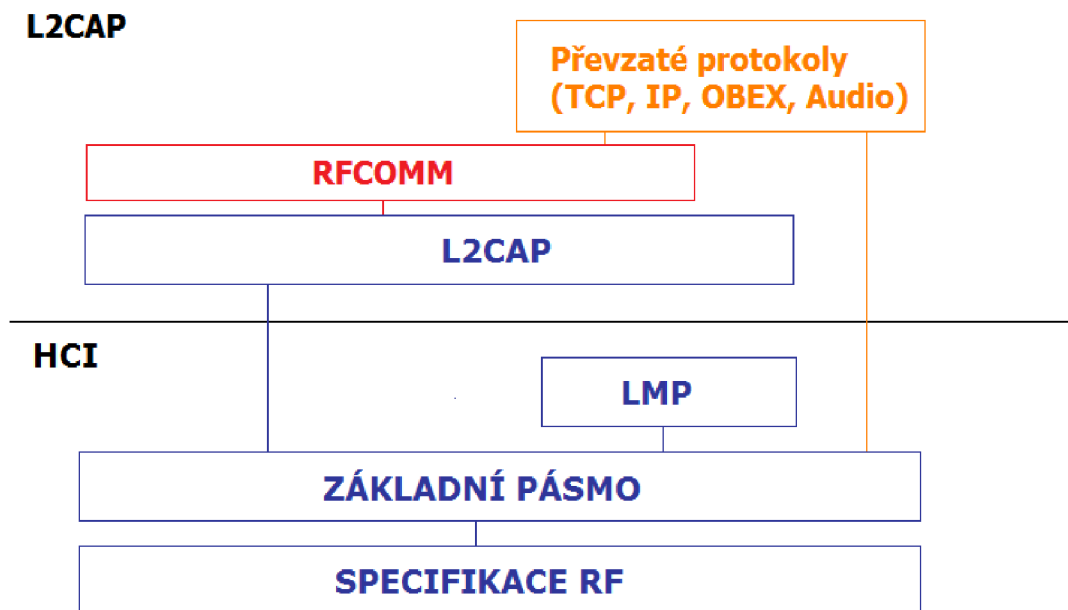 L2CAP
Převzaté protokoly
(TCP, IP, OBEX, Audio)
RFCOMM
L2CAP
HCI
LMP
ZÁKLADNÍ PÁSMO
SPECIFIKACE RF